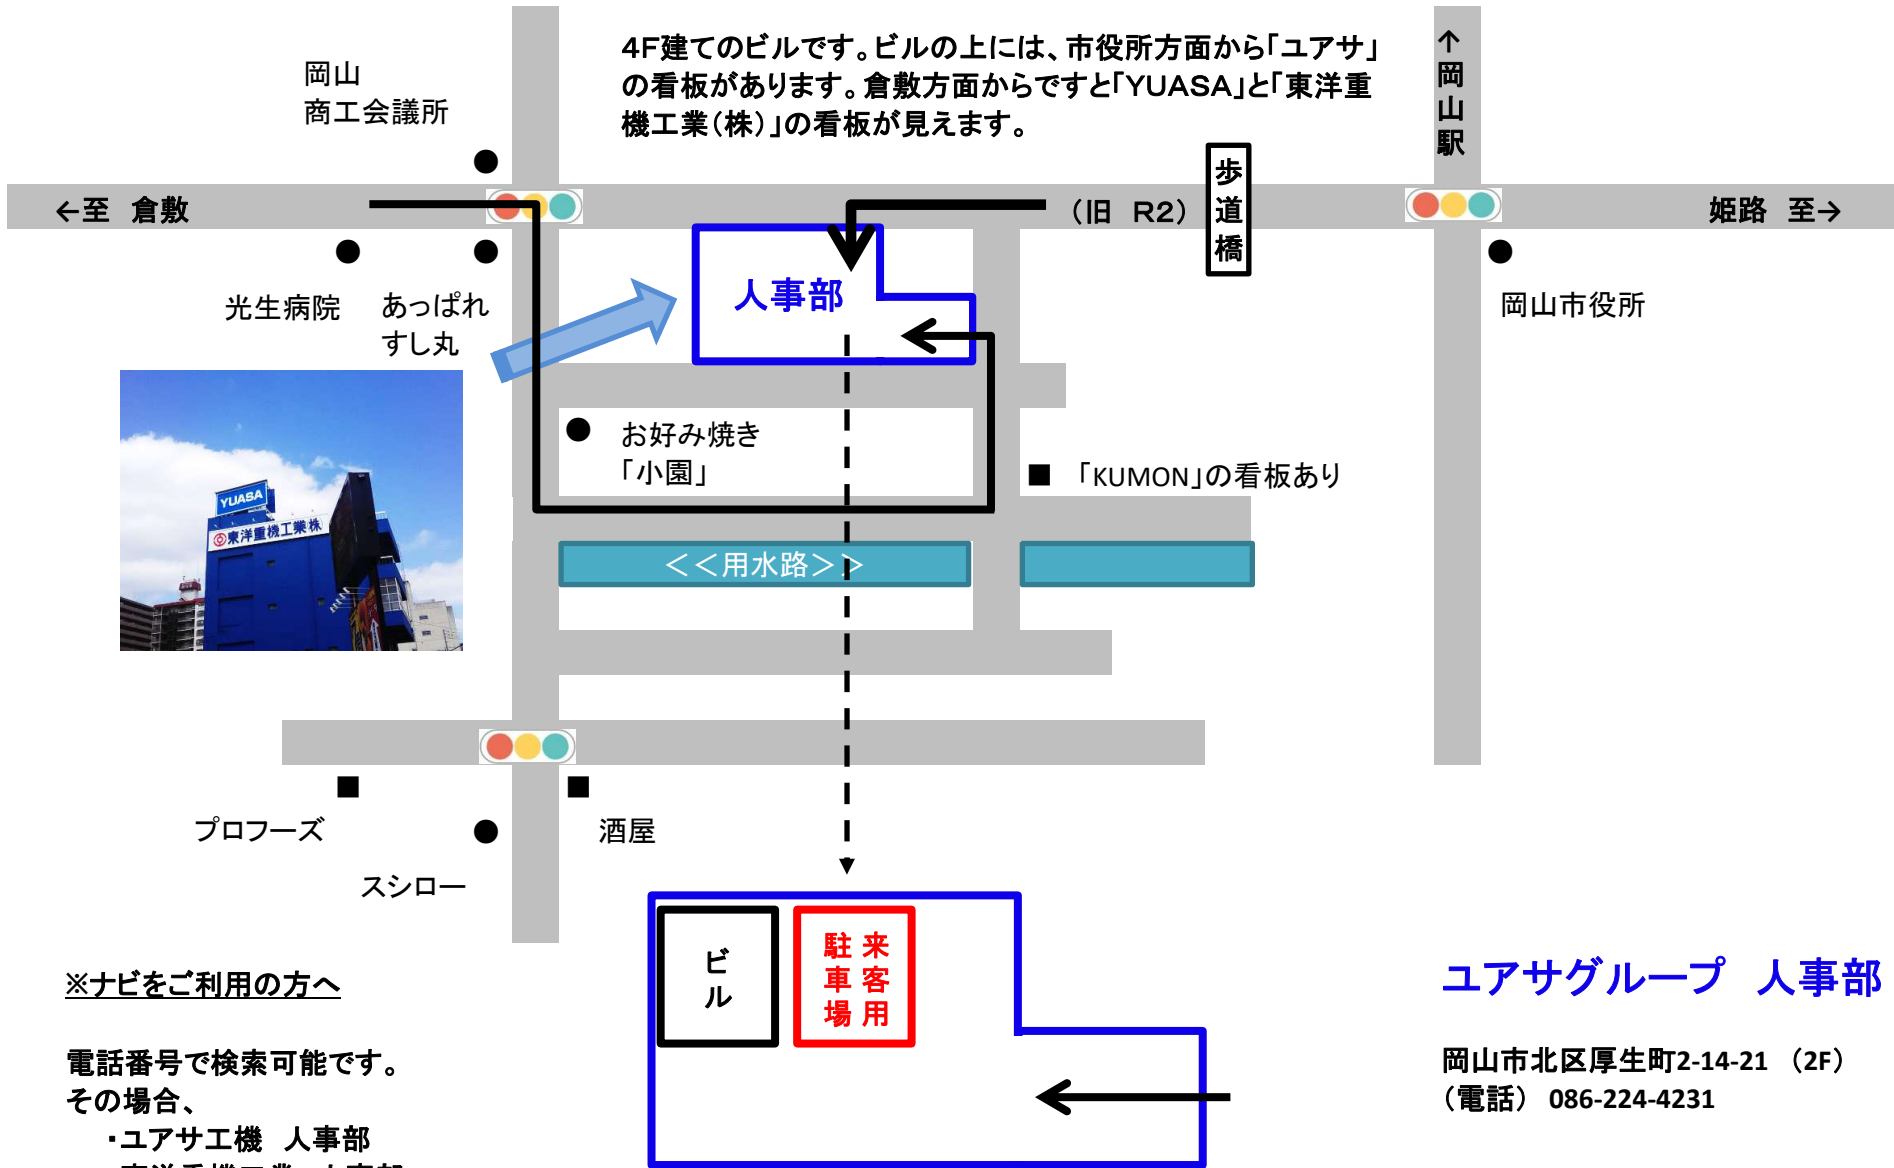 4F建てのビルです。ビルの上には、市役所方面から「ユアサ」
の看板があります。倉敷方面からですと「YUASA」と「東洋重
機工業(株)」の看板が見えます。
↑岡山駅
岡山
商工会議所
←至 倉敷
(旧 R2)
歩道橋
姫路 至→
光生病院
あっぱれ
すし丸
人事部
岡山市役所
お好み焼き
「小園」
■ 「KUMON」の看板あり
YUASA
東洋重機工業株
<<用水路>>
プロフーズ
酒屋
スシロー
ビル
来客用
駐車場
※ナビをご利用の方へ
電話番号で検索可能です。
その場合、
・ユアサ工機 人事部
・東洋重機工業 人事部
ユアサグループ 人事部
岡山市北区厚生町2-14-21 (2F)
(電話) 086-224-4231